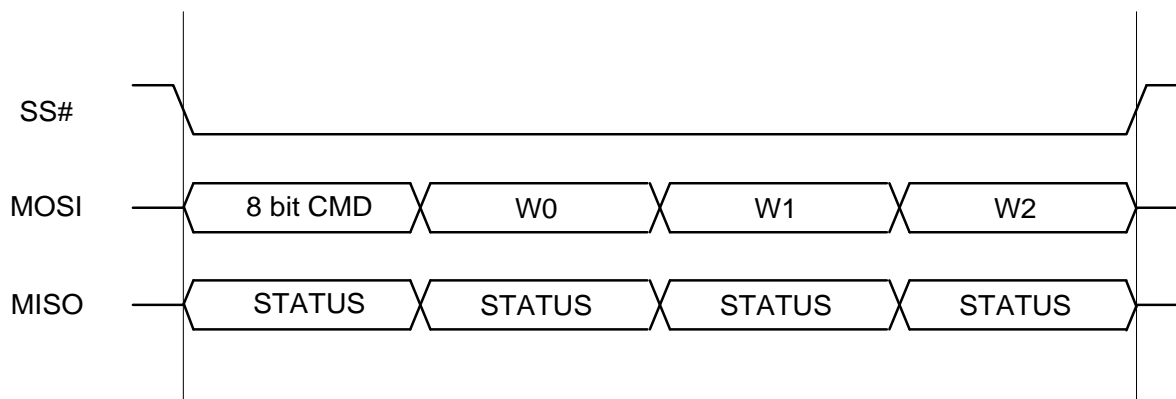 SS#
MOSI 8 bit CMD W0 W1 W2
MISO STATUS STATUS STATUS STATUS